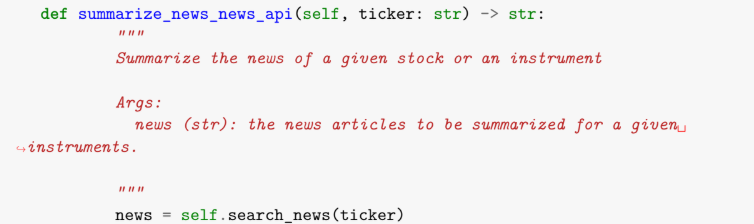 def summarize_news_news_api(self, ticker: str) -> str:
"""
Summarize the news of a given stock or an instrument
Args:
news (str): the news articles to be summarized for a given␣
↪instruments.
"""
news = self.search_news(ticker)